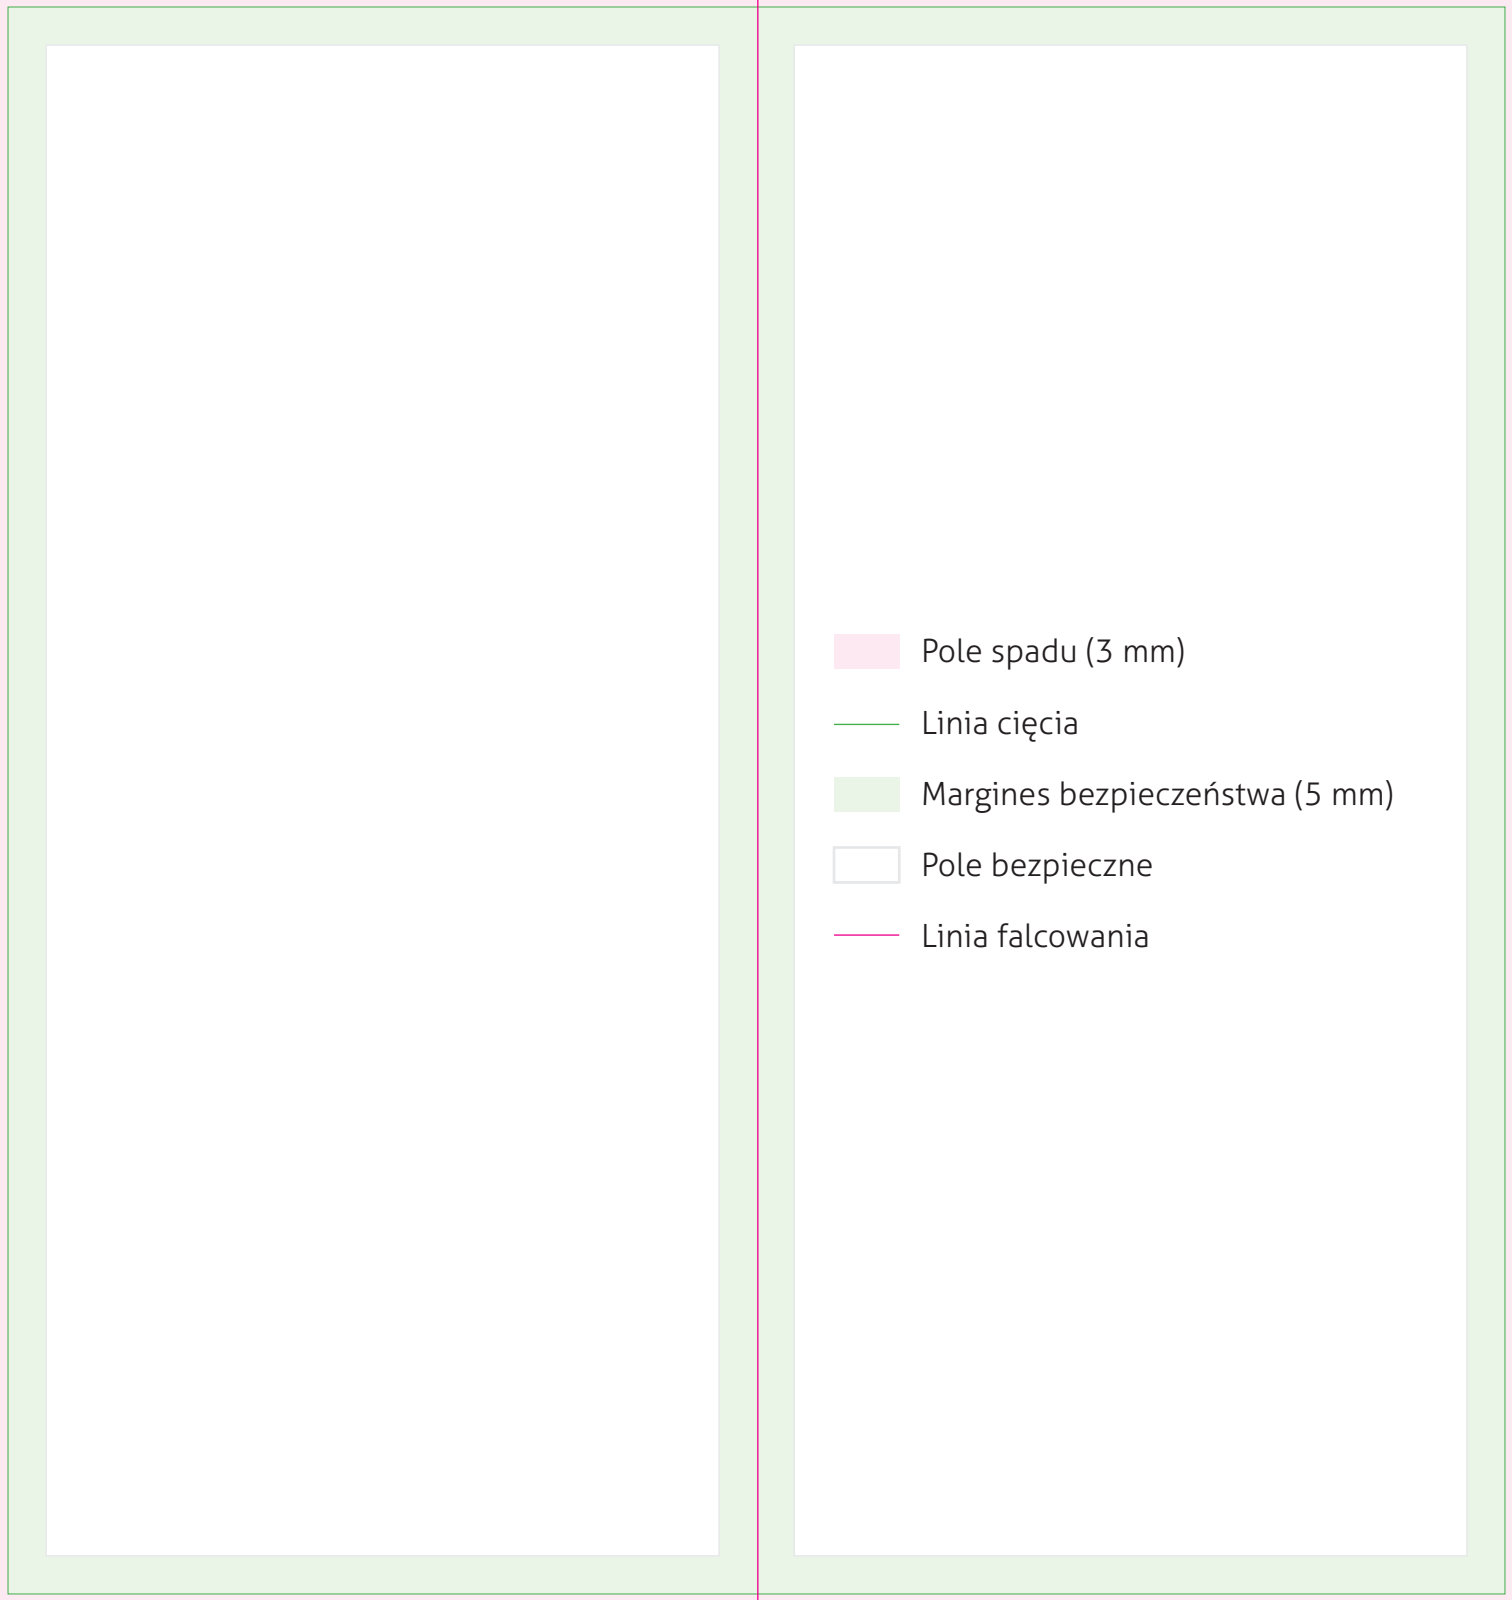 Pole spadu (3 mm)
Linia cięcia
Margines bezpieczeństwa (5 mm)
Pole bezpieczne
Linia falcowania